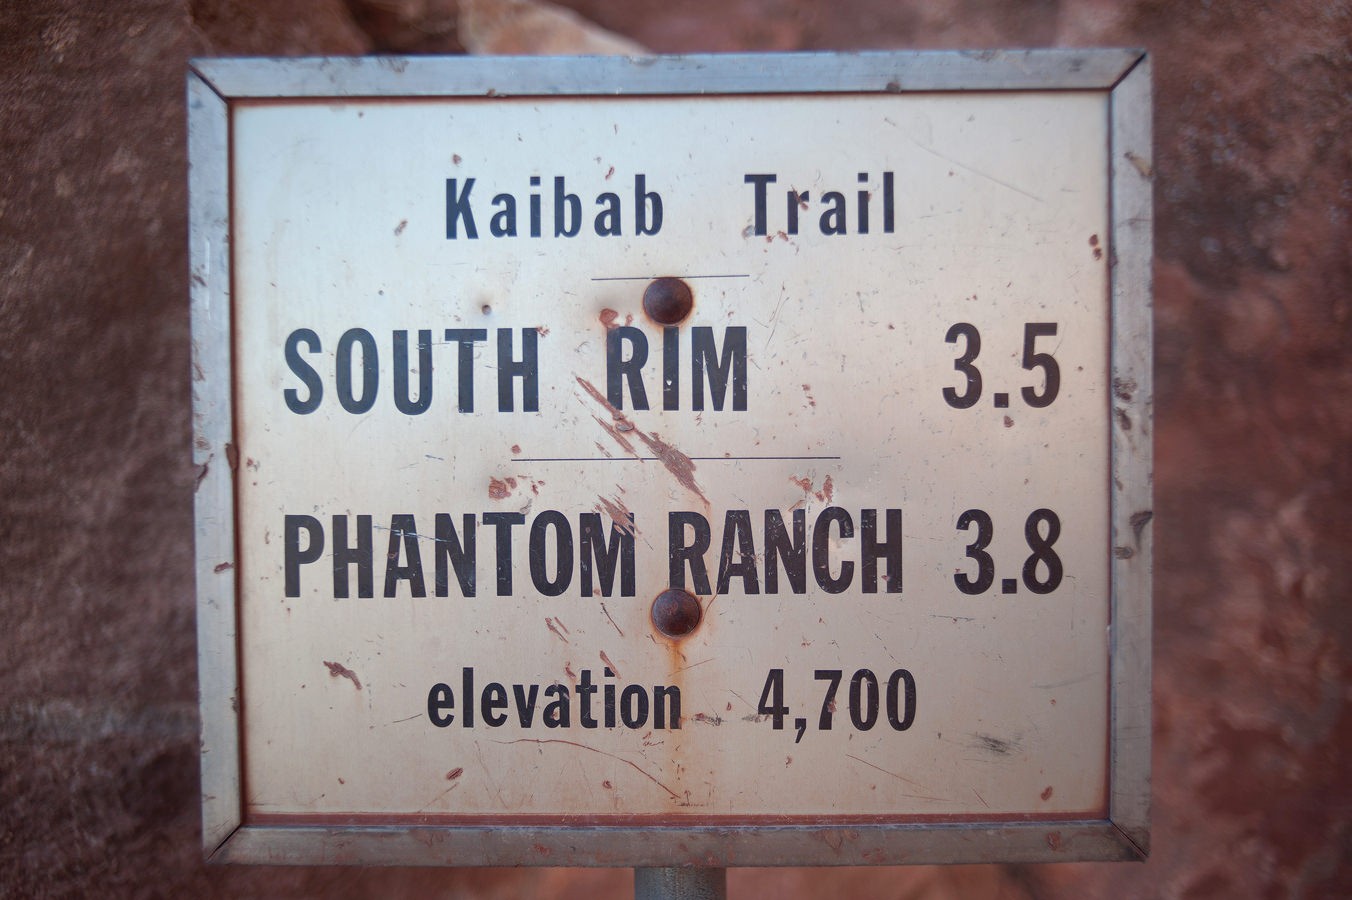 Kaibab Trail
SOUTH RIM 3.5
PHANTOM RANCH 3.8
elevation 4,700